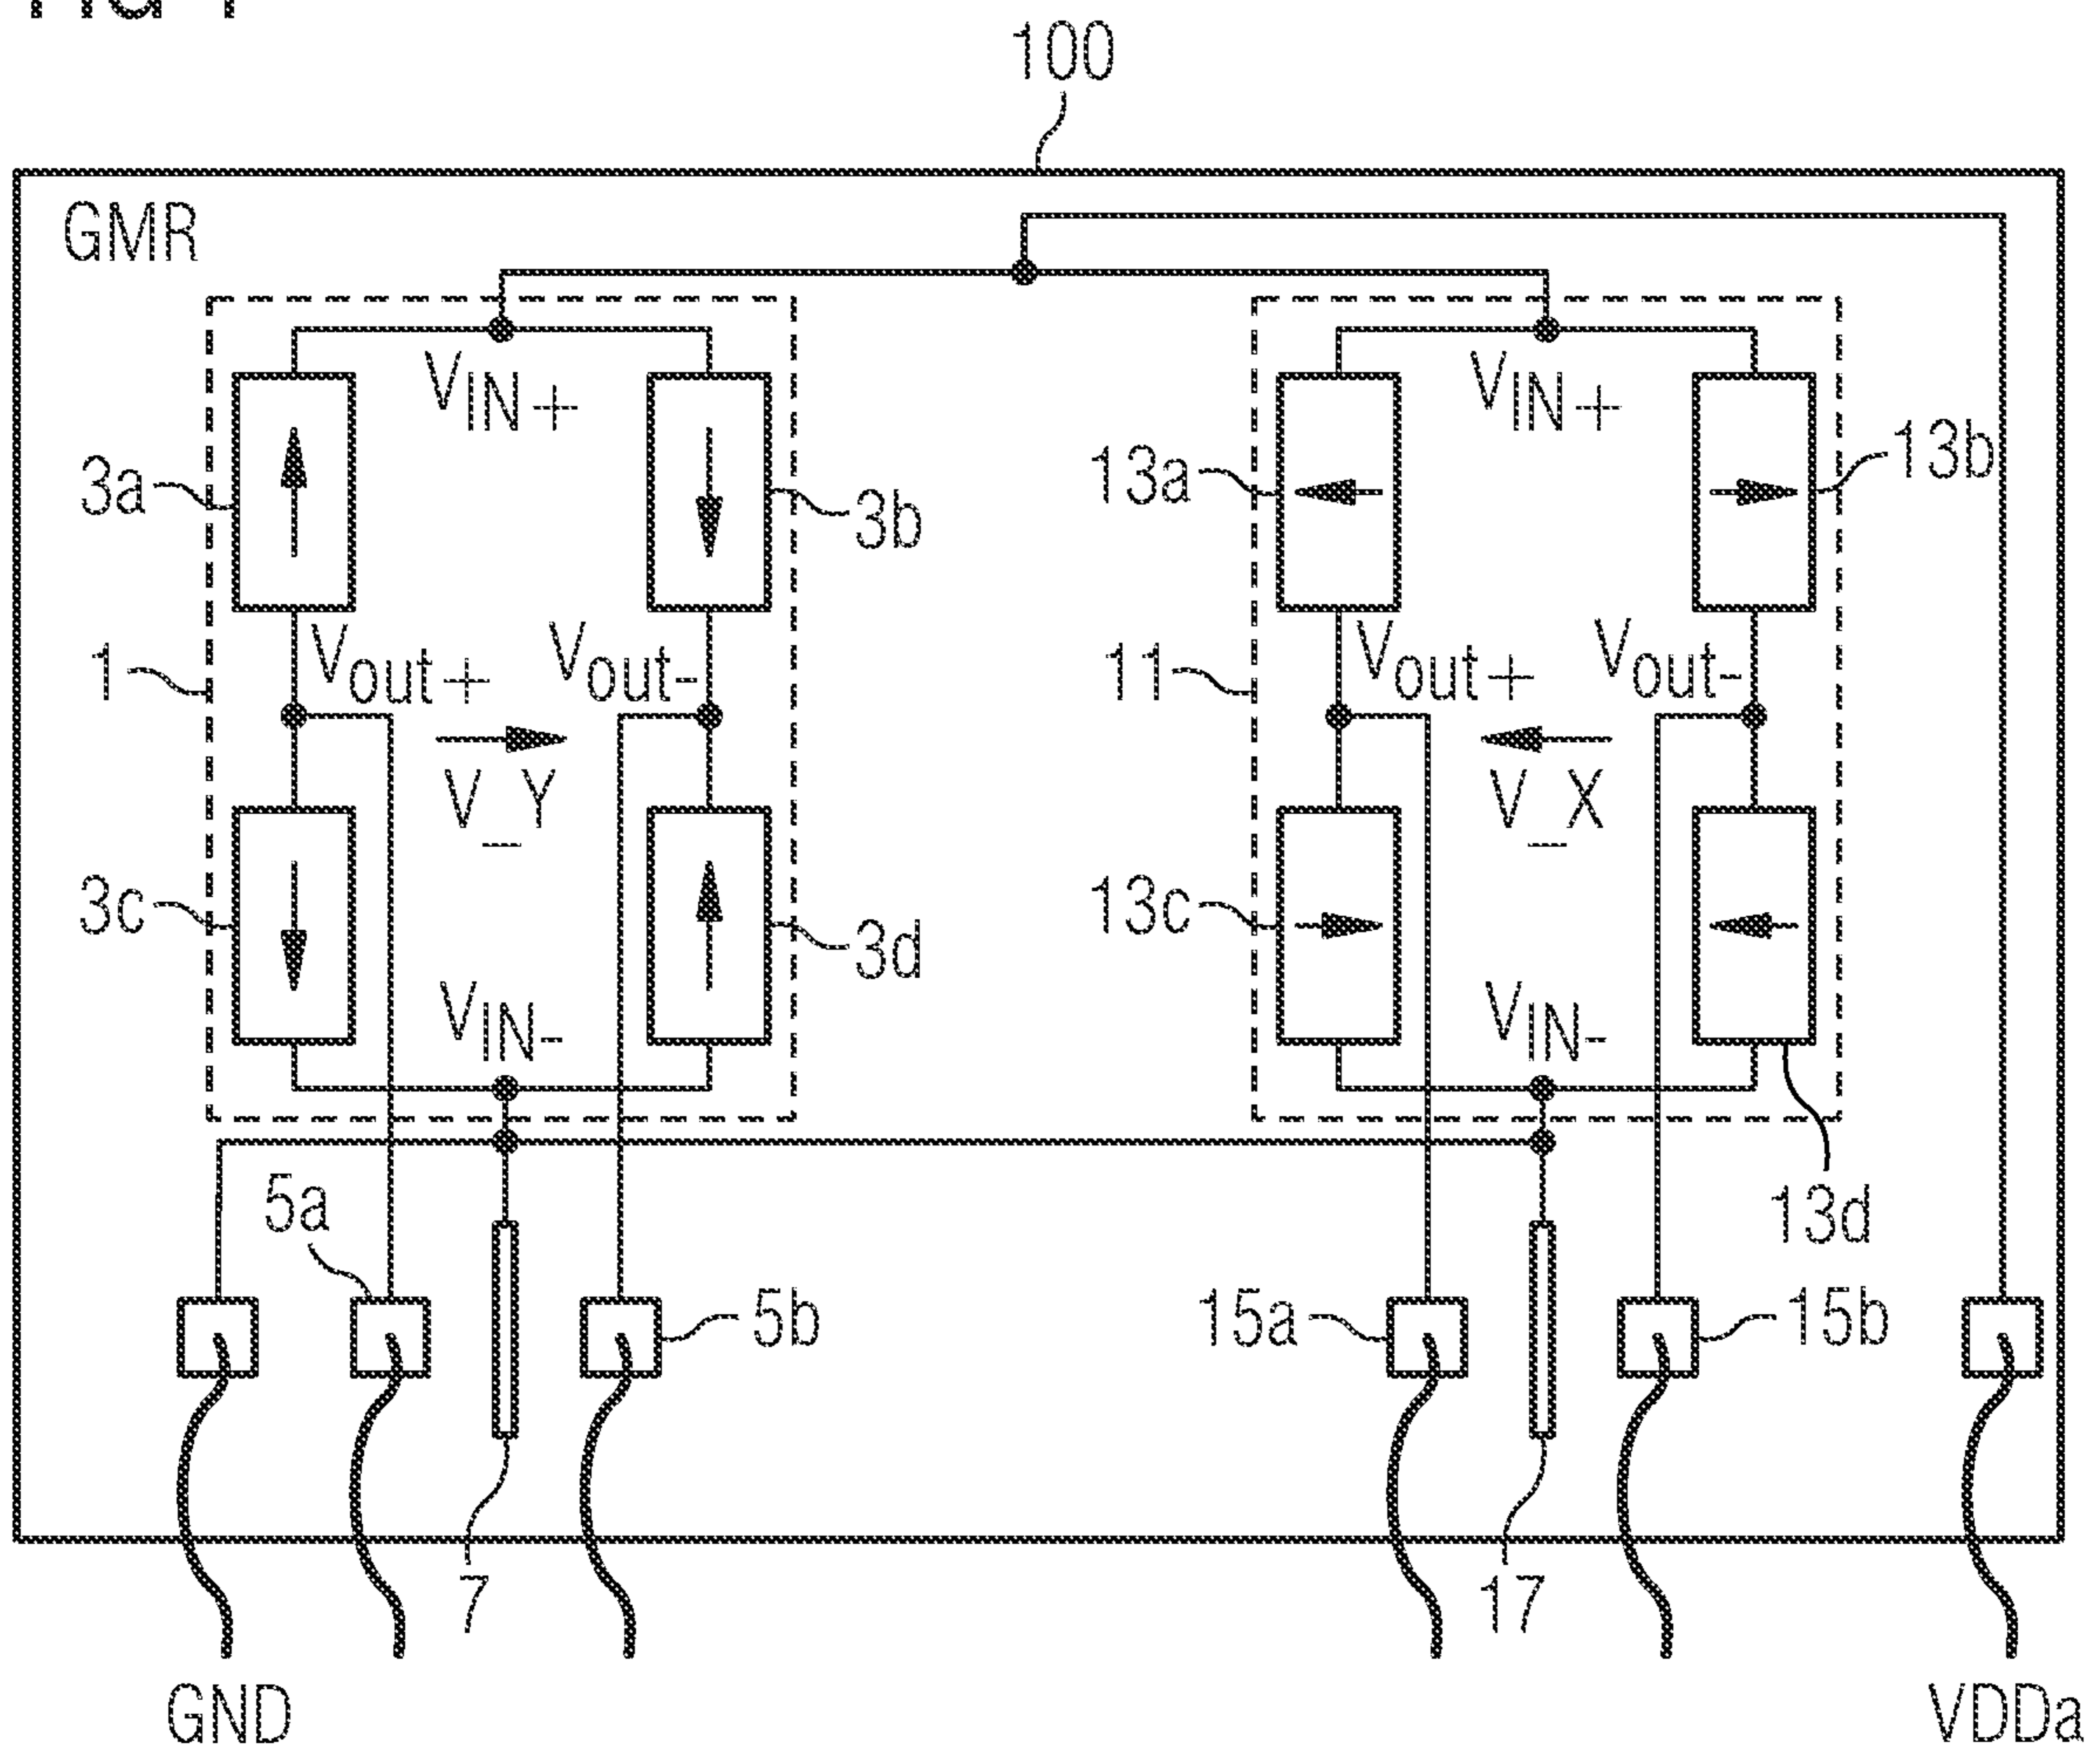 100
GMR
VIN+
VIN+
3a
3b
13a
13b
1
Vout+
Vout-
11
Vout+
Vout-
V_Y
V_X
3c
3d
13c
VIN-
VIN-
13d
5a
5b
15a
15b
7
17
GND
VDDa